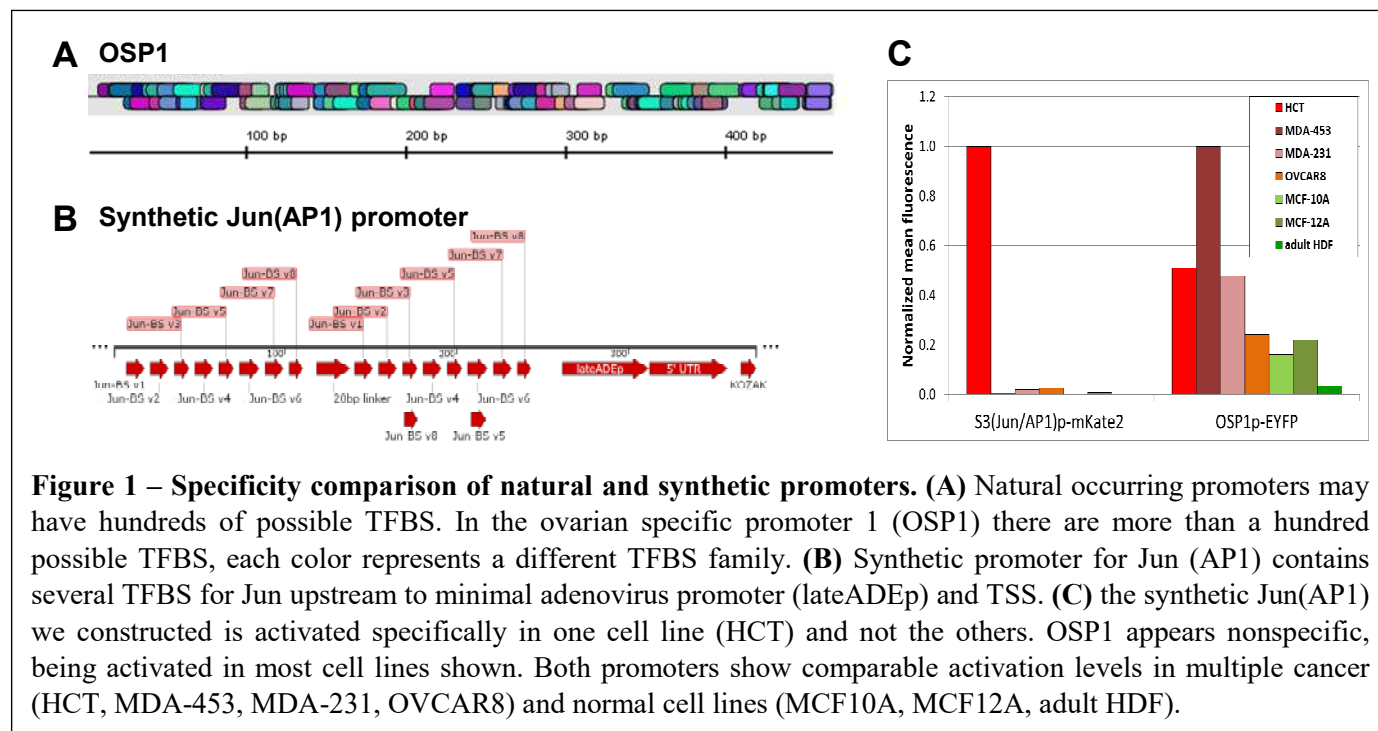 A OSP1
100 bp 200 bp 300 bp 400 bp
B Synthetic Jun(AP1) promoter
Jun-BS v8
Jun-BS v7
Jun-BS v8 Jun-BS v5
Jun-BS v7 Jun-BS v3
Jun-BS v5 Jun-BS v2
Jun-BS v3 Jun-BS v1
100 200 300
lateADEp 5' UTR
Jun-BS v1 KOZAK
Jun-BS v2 Jun-BS v4 Jun-BS v6 20bp linker Jun-BS v4 Jun-BS v6
Jun BS v8 Jun BS v5
C
Normalized mean fluorescence
1.2
1.0
0.8
0.6
0.4
0.2
0.0
HCT
MDA-453
MDA-231
OVCAR8
MCF-10A
MCF-12A
adult HDF
S3(Jun/AP1)p-mKate2 OSP1p-EYFP
Figure 1 – Specificity comparison of natural and synthetic promoters. (A) Natural occurring promoters may
have hundreds of possible TFBS. In the ovarian specific promoter 1 (OSP1) there are more than a hundred
possible TFBS, each color represents a different TFBS family. (B) Synthetic promoter for Jun (AP1) contains
several TFBS for Jun upstream to minimal adenovirus promoter (lateADEp) and TSS. (C) the synthetic Jun(AP1)
we constructed is activated specifically in one cell line (HCT) and not the others. OSP1 appears nonspecific,
being activated in most cell lines shown. Both promoters show comparable activation levels in multiple cancer
(HCT, MDA-453, MDA-231, OVCAR8) and normal cell lines (MCF10A, MCF12A, adult HDF).